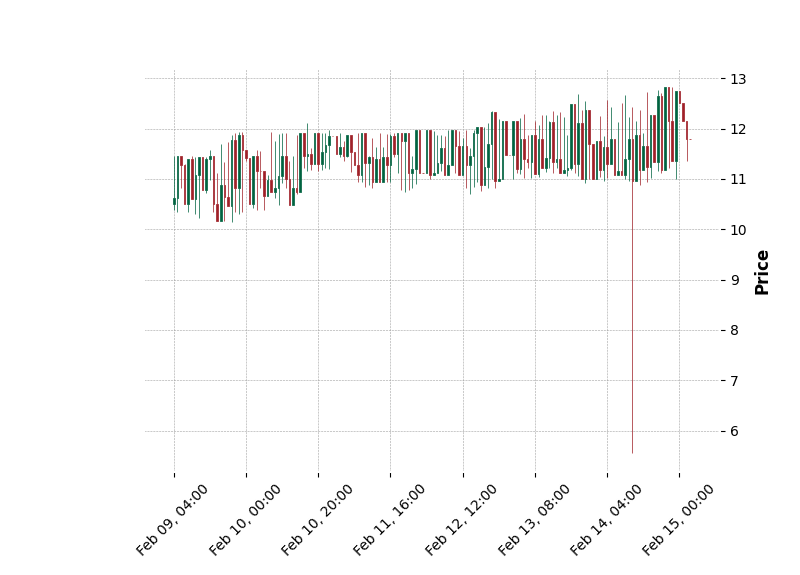 13
12
11
10
9
8
7
6
Price
Feb 09, 04:00
Feb 10, 00:00
Feb 10, 20:00
Feb 11, 16:00
Feb 12, 12:00
Feb 13, 08:00
Feb 14, 04:00
Feb 15, 00:00